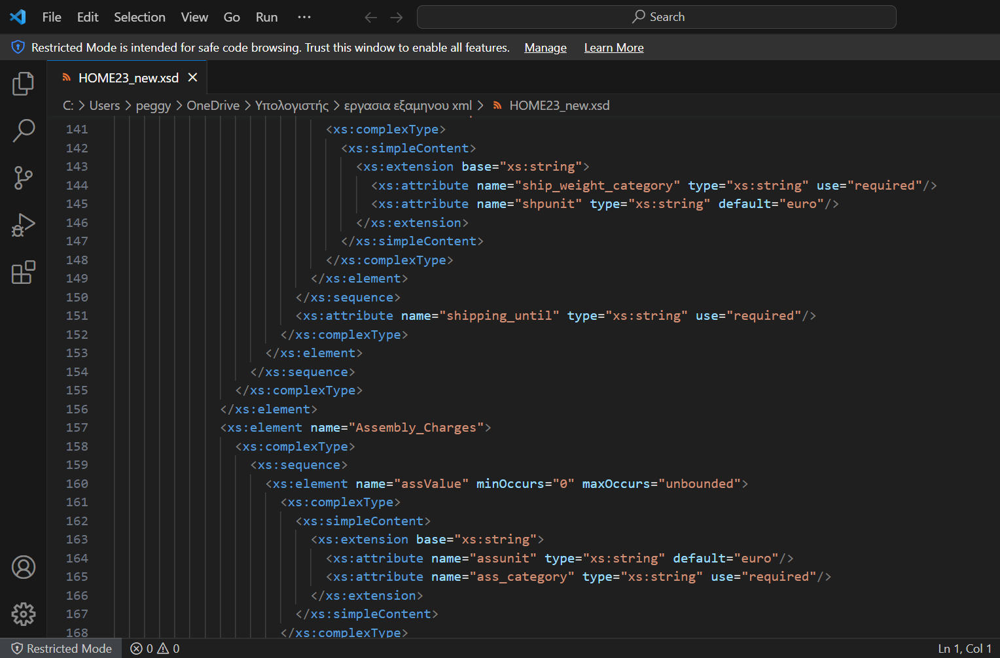 File Edit Selection View Go Run ··· Search
Restricted Mode is intended for safe code browsing. Trust this window to enable all features. Manage Learn More
HOME23_new.xsd
C: > Users > peggy > OneDrive > Υπολογιστής > εργασια εξαμηνου xml > HOME23_new.xsd
141 <xs:complexType>
142 <xs:simpleContent>
143 <xs:extension base="xs:string">
144 <xs:attribute name="ship_weight_category" type="xs:string" use="required"/>
145 <xs:attribute name="shpunit" type="xs:string" default="euro"/>
146 </xs:extension>
147 </xs:simpleContent>
148 </xs:complexType>
149 </xs:element>
150 </xs:sequence>
151 <xs:attribute name="shipping_until" type="xs:string" use="required"/>
152 </xs:complexType>
153 </xs:element>
154 </xs:sequence>
155 </xs:complexType>
156 </xs:element>
157 <xs:element name="Assembly_Charges">
158 <xs:complexType>
159 <xs:sequence>
160 <xs:element name="assValue" minOccurs="0" maxOccurs="unbounded">
161 <xs:complexType>
162 <xs:simpleContent>
163 <xs:extension base="xs:string">
164 <xs:attribute name="assunit" type="xs:string" default="euro"/>
165 <xs:attribute name="ass_category" type="xs:string" use="required"/>
166 </xs:extension>
167 </xs:simpleContent>
168 </xs:complexType>
Restricted Mode 0 0 Ln 1, Col 1